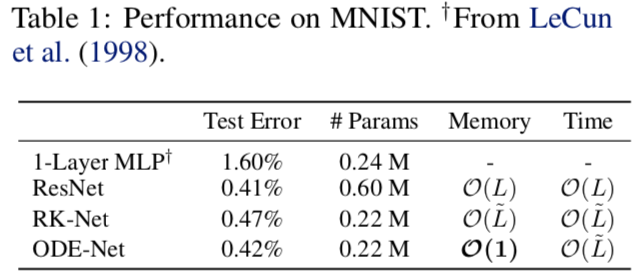 Table 1: Performance on MNIST. †From LeCun
et al. (1998).
Test Error # Params Memory Time
1-Layer MLP† 1.60% 0.24 M - -
ResNet 0.41% 0.60 M 𝒪(L) 𝒪(L)
RK-Net 0.47% 0.22 M 𝒪(L̃) 𝒪(L̃)
ODE-Net 0.42% 0.22 M 𝓞(1) 𝒪(L̃)